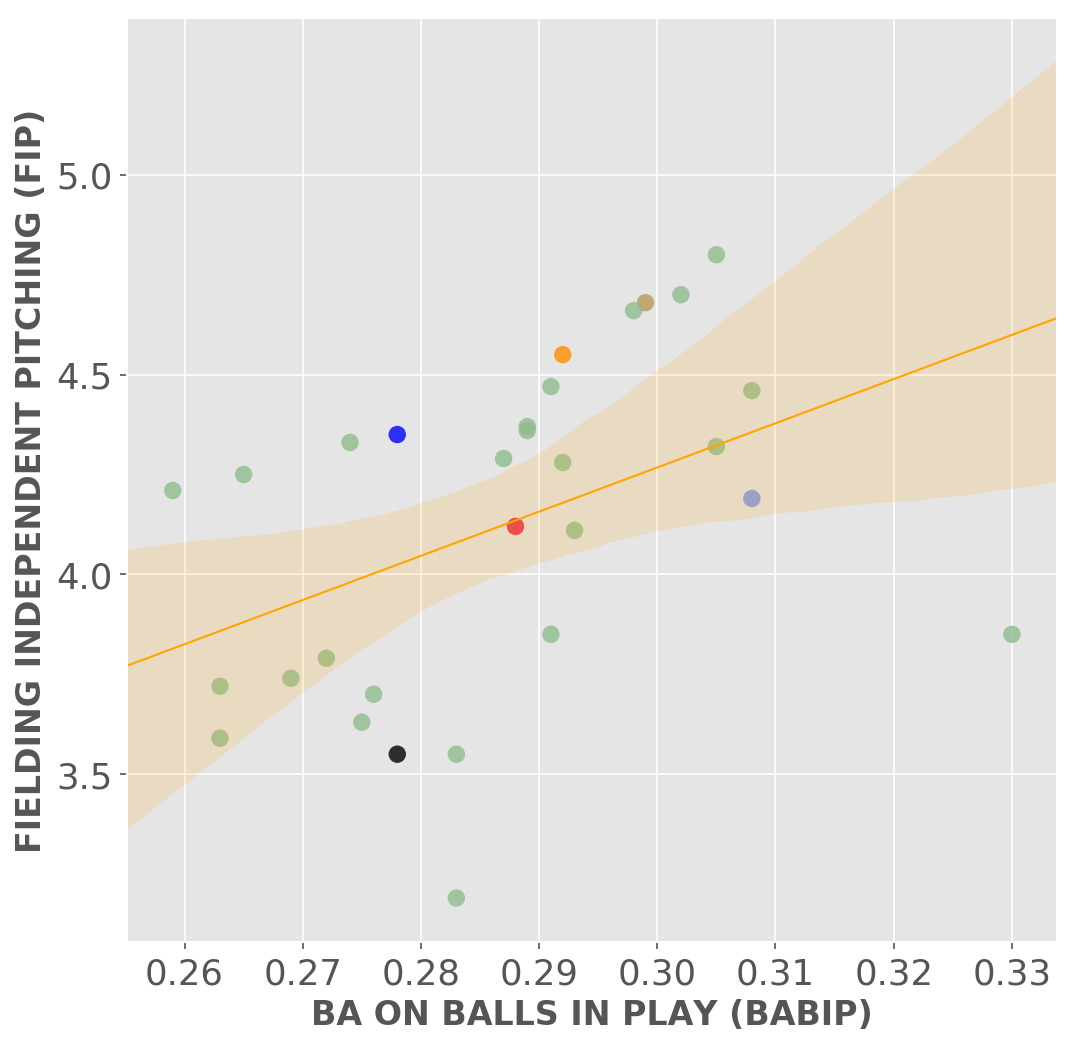 FIELDING INDEPENDENT PITCHING (FIP)
5.0
4.5
4.0
3.5
0.26 0.27 0.28 0.29 0.30 0.31 0.32 0.33
BA ON BALLS IN PLAY (BABIP)